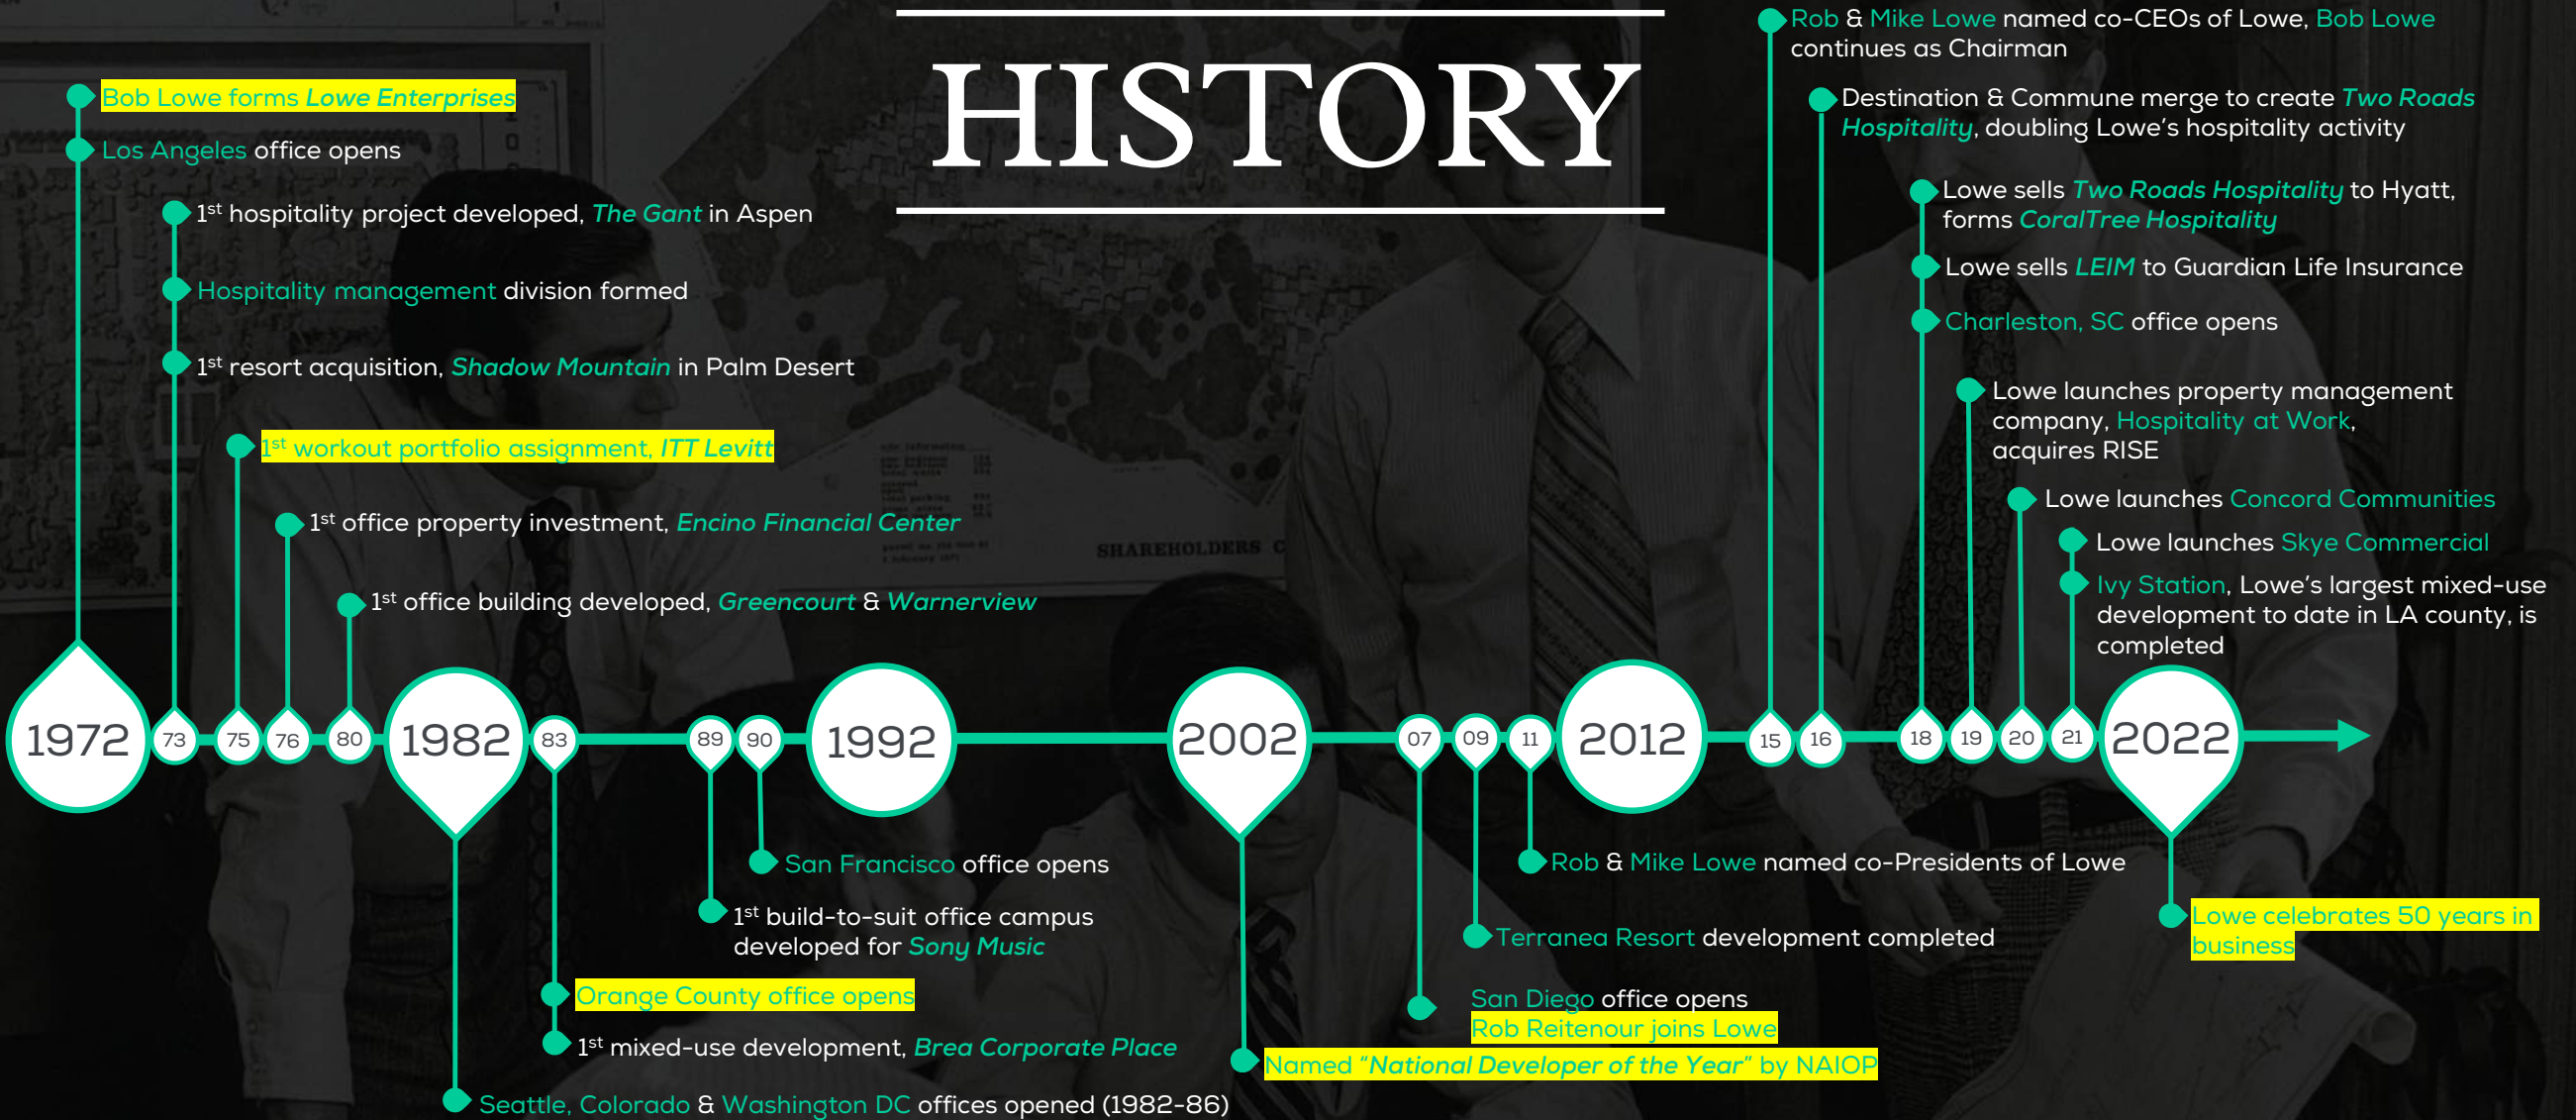 HISTORY
Bob Lowe forms Lowe Enterprises
Los Angeles office opens
1st hospitality project developed, The Gant in Aspen
Hospitality management division formed
1st resort acquisition, Shadow Mountain in Palm Desert
1st workout portfolio assignment, ITT Levitt
1st office property investment, Encino Financial Center
1st office building developed, Greencourt & Warnerview
SHAREHOLDERS C
Rob & Mike Lowe named co-CEOs of Lowe, Bob Lowe
continues as Chairman
Destination & Commune merge to create Two Roads
Hospitality, doubling Lowe's hospitality activity
Lowe sells Two Roads Hospitality to Hyatt,
forms CoralTree Hospitality
Lowe sells LEIM to Guardian Life Insurance
Charleston, SC office opens
Lowe launches property management
company, Hospitality at Work,
acquires RISE
Lowe launches Concord Communities
Lowe launches Skye Commercial
Ivy Station, Lowe's largest mixed-use
development to date in LA county, is
completed
1972 73 75 76 80 1982 83 89 90 1992 2002 07 09 11 2012 15 16 18 19 20 21 2022
San Francisco office opens
1st build-to-suit office campus
developed for Sony Music
Orange County office opens
1st mixed-use development, Brea Corporate Place
Seattle, Colorado & Washington DC offices opened (1982-86)
Rob & Mike Lowe named co-Presidents of Lowe
Terranea Resort development completed
San Diego office opens
Rob Reitenour joins Lowe
Named "National Developer of the Year" by NAIOP
Lowe celebrates 50 years in
business